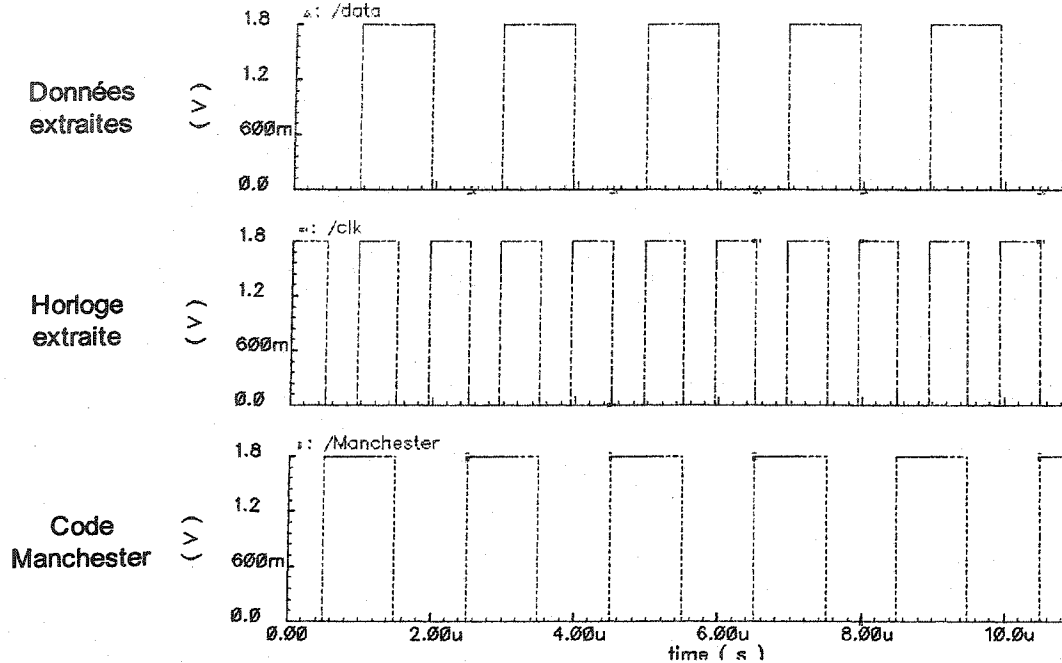 : /data
1.8
1.2
600m
0.0
Données
extraites
(V)
: /clk
1.8
1.2
600m
0.0
Horloge
extraite
(V)
: /Manchester
1.8
1.2
600m
0.0
Code
Manchester
(V)
0.00 2.00u 4.00u 6.00u 8.00u 10.0u
time ( s )